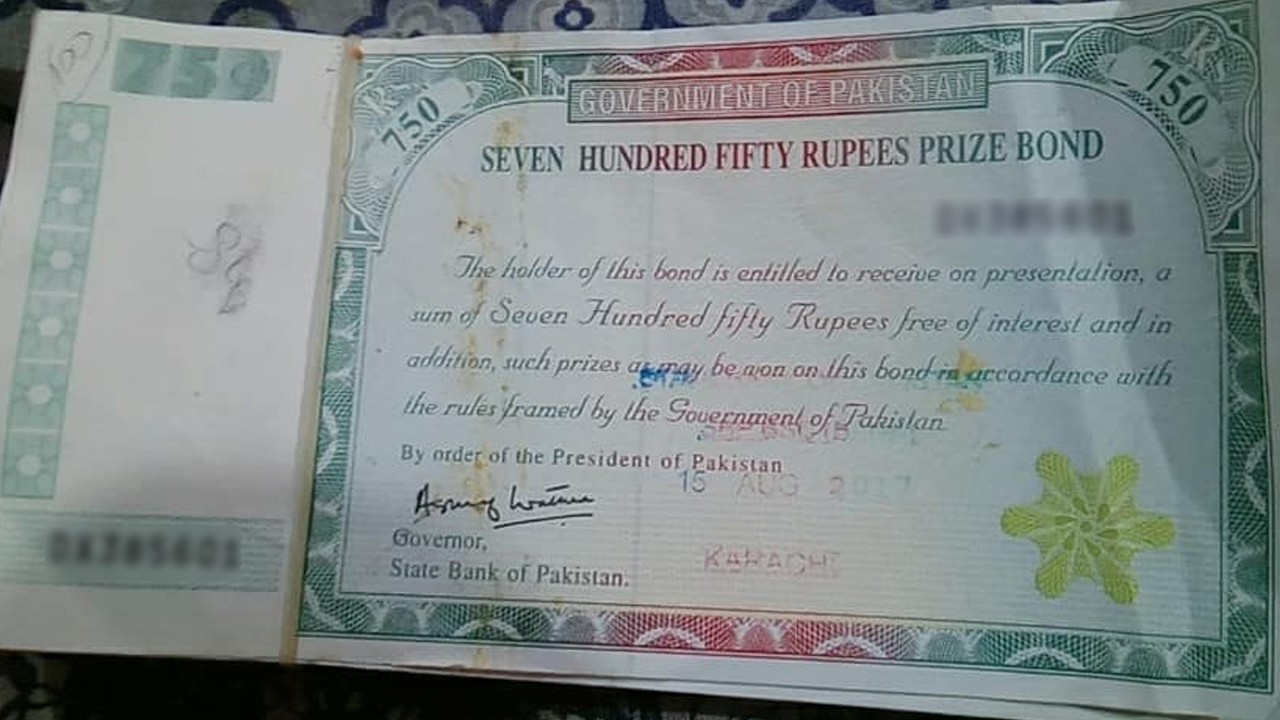 750
Rs
750
Rs
750
GOVERNMENT OF PAKISTAN
SEVEN HUNDRED FIFTY RUPEES PRIZE BOND
The holder of this bond is entitled to receive on presentation, a
sum of Seven Hundred fifty Rupees free of interest and in
addition, such prizes as may be won on this bond in accordance with
the rules framed by the Government of Pakistan
By order of the President of Pakistan
15 AUG 2017
Governor,
State Bank of Pakistan.
KARACHI